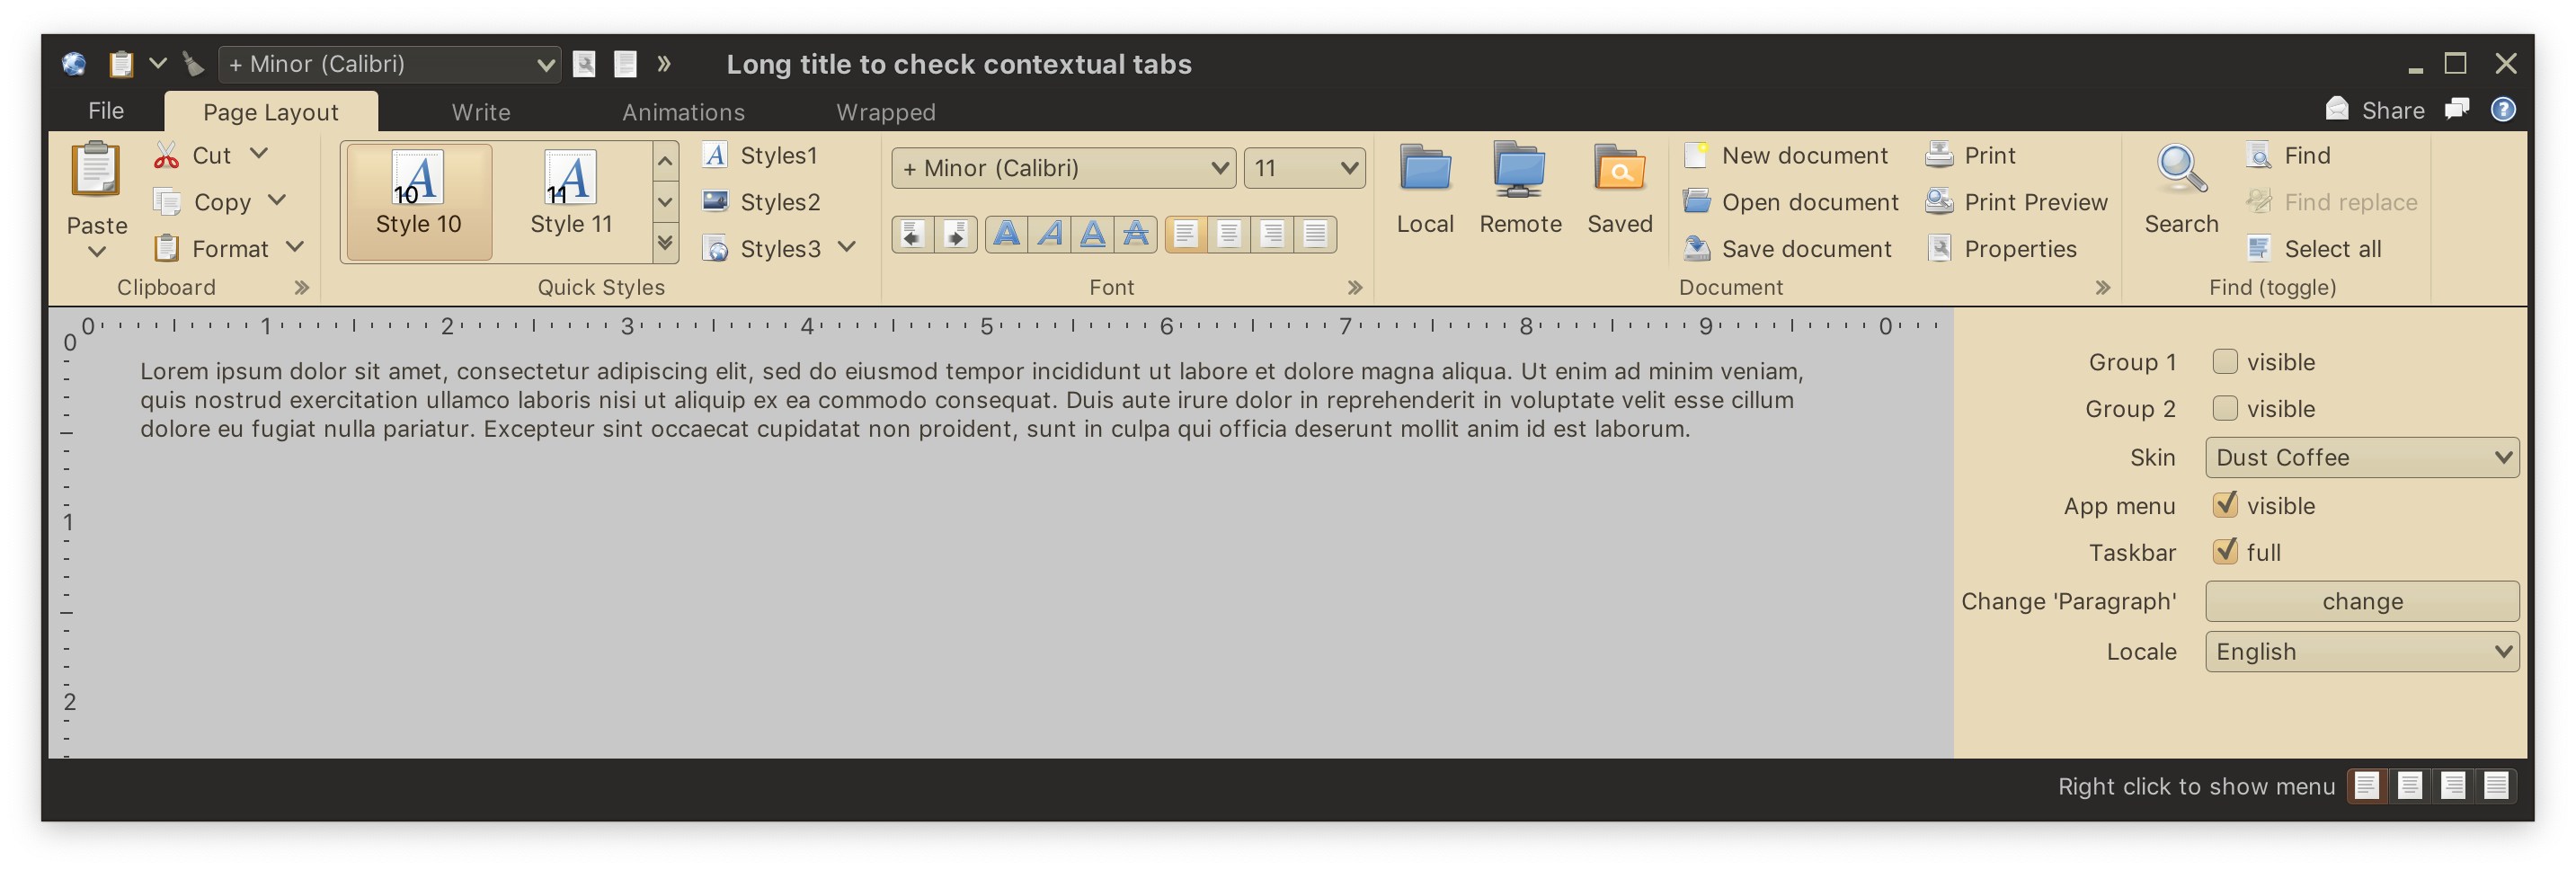 + Minor (Calibri)
Long title to check contextual tabs
File
Page Layout
Write
Animations
Wrapped
Share
Paste
Cut
Copy
Format
Clipboard
10
Style 10
11
Style 11
Styles1
Styles2
Styles3
Quick Styles
+ Minor (Calibri)
11
Font
Local
Remote
Saved
New document
Open document
Save document
Print
Print Preview
Properties
Document
Search
Find
Find replace
Select all
Find (toggle)
0 1 2 3 4 5 6 7 8 9 0
0
1
2
Lorem ipsum dolor sit amet, consectetur adipiscing elit, sed do eiusmod tempor incididunt ut labore et dolore magna aliqua. Ut enim ad minim veniam,
quis nostrud exercitation ullamco laboris nisi ut aliquip ex ea commodo consequat. Duis aute irure dolor in reprehenderit in voluptate velit esse cillum
dolore eu fugiat nulla pariatur. Excepteur sint occaecat cupidatat non proident, sunt in culpa qui officia deserunt mollit anim id est laborum.
Group 1 visible
Group 2 visible
Skin Dust Coffee
App menu visible
Taskbar full
Change 'Paragraph' change
Locale English
Right click to show menu